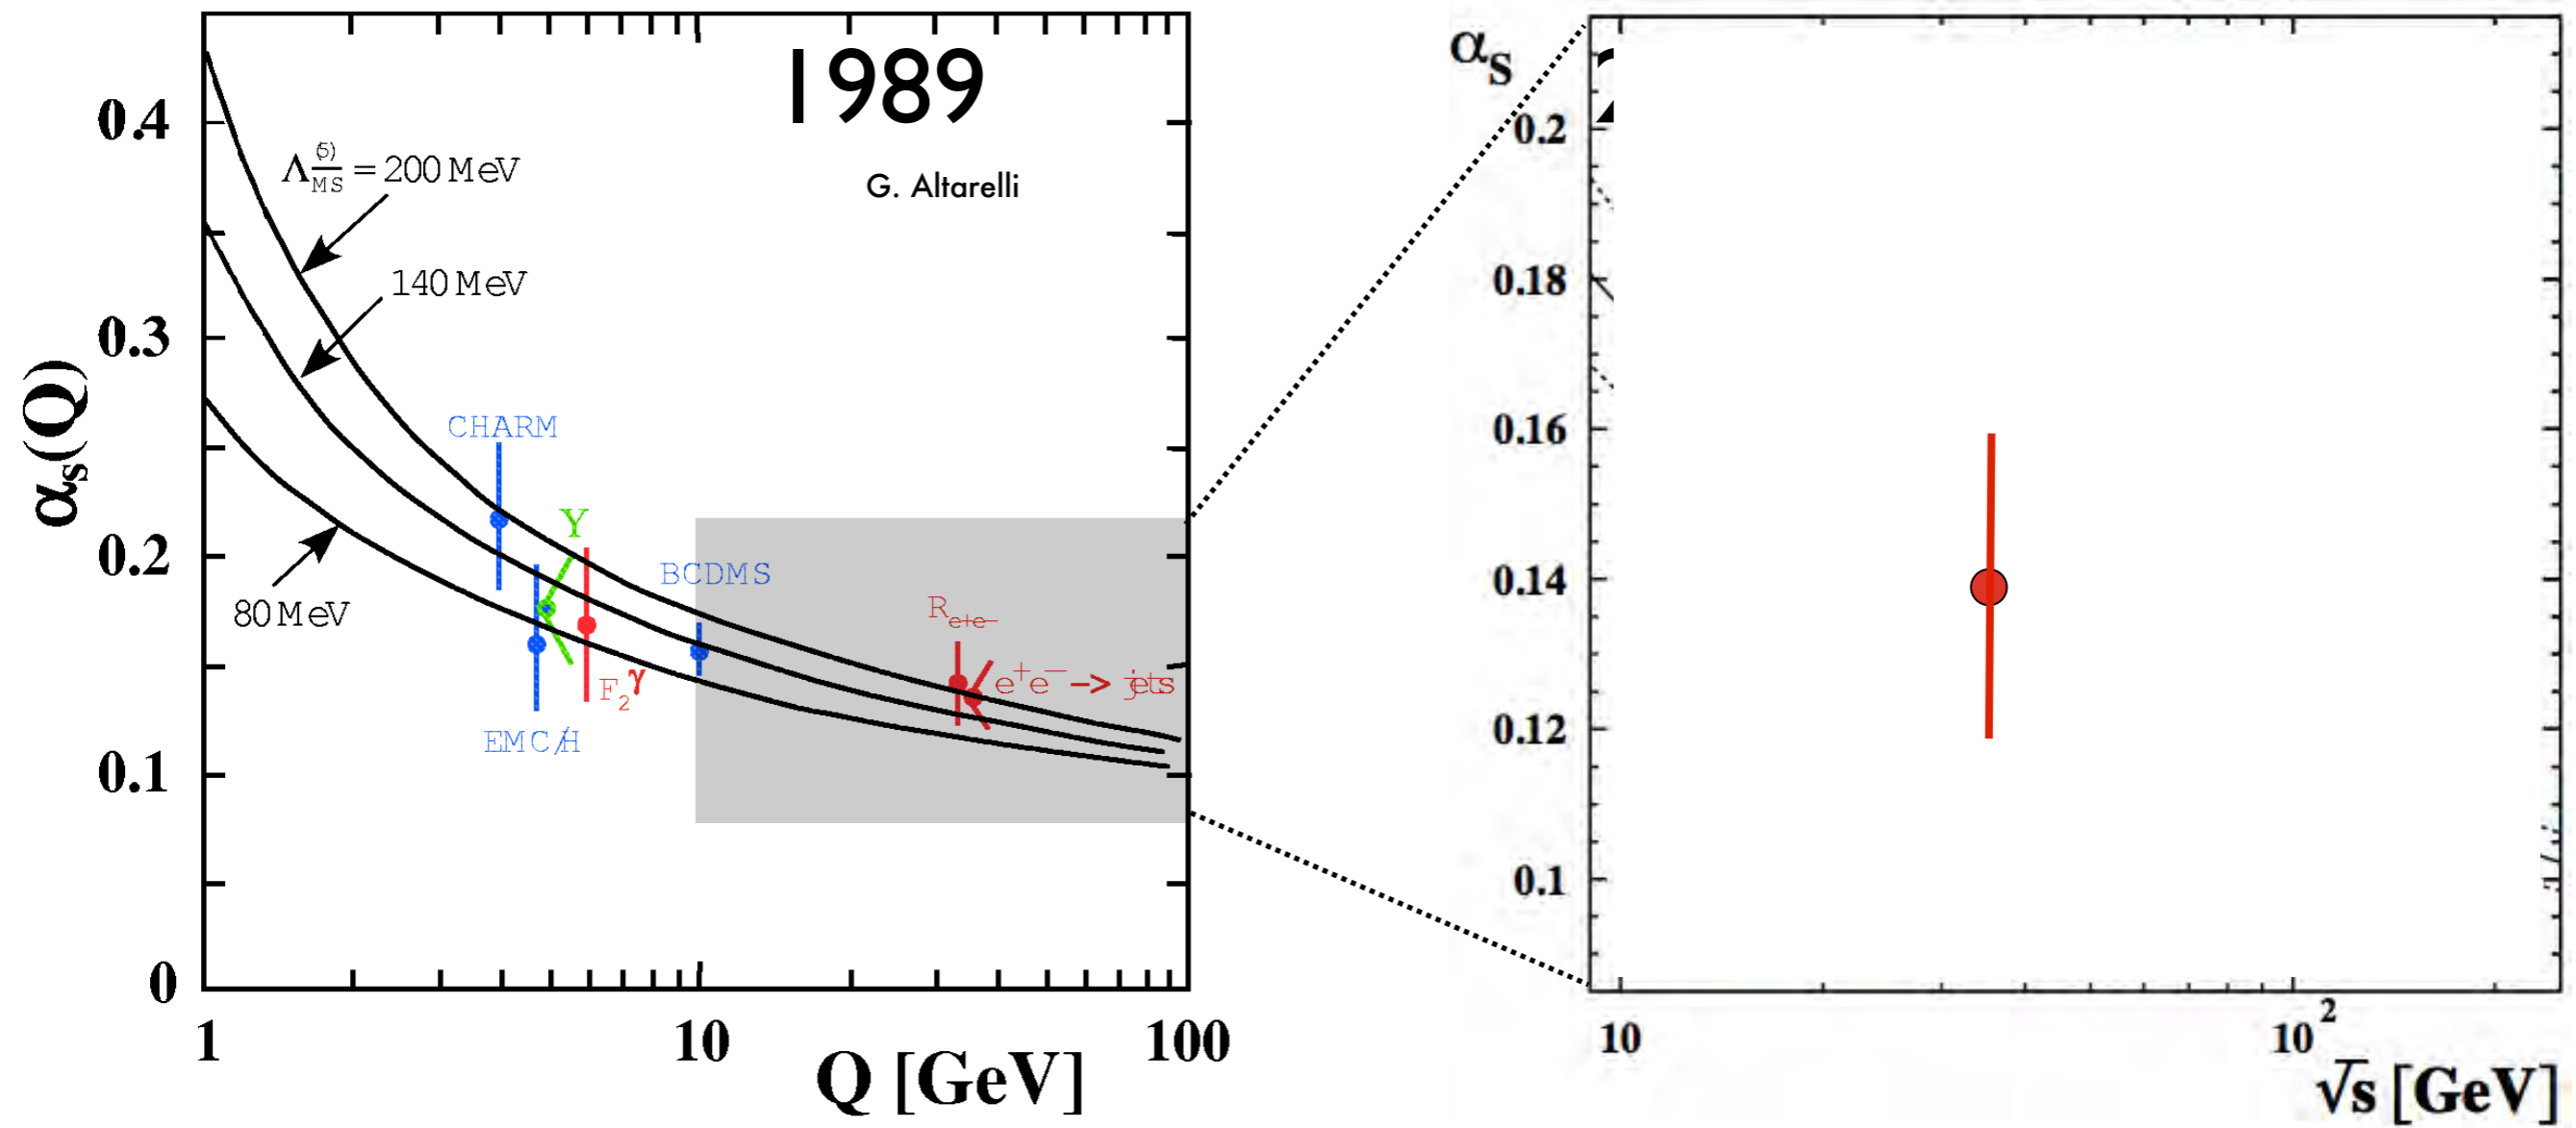 1989
G. Altarelli
αs(Q)
0.4
0.3
0.2
0.1
0
Λ(5)MS = 200 MeV
140 MeV
80 MeV
CHARM
Υ
BCDMS
F2γ
EMC/H
Re+e-
e+e- -> jets
1
10
100
Q [GeV]
αS
0.2
0.18
0.16
0.14
0.12
0.1
10
10²
√s [GeV]